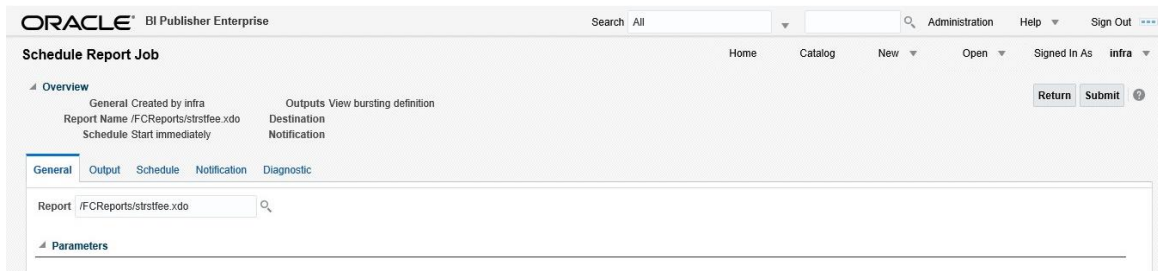 ORACLE BI Publisher Enterprise Search All Administration Help Sign Out
Schedule Report Job Home Catalog New Open Signed In As infra
Overview
Return Submit
General Created by infra Outputs View bursting definition
Report Name /FCReports/strstfee.xdo Destination
Schedule Start immediately Notification
General Output Schedule Notification Diagnostic
Report /FCReports/strstfee.xdo
Parameters